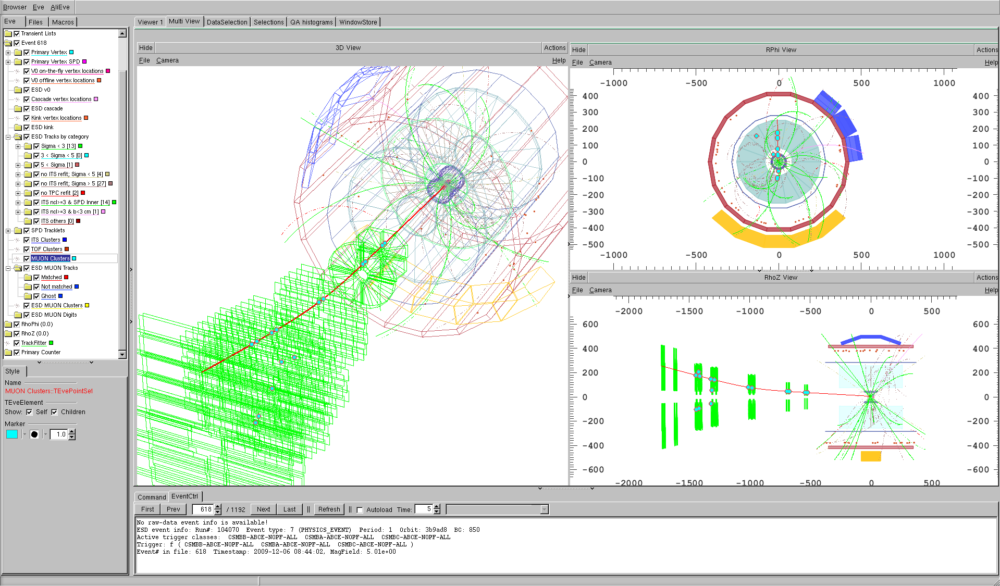 Browser Eve AliEve
Eve Files Macros
Transient Lists
Event 618
Primary Vertex
Primary Vertex SPD
V0 on-the-fly vertex locations
V0 offline vertex locations
ESD v0
Cascade vertex locations
ESD cascade
Kink vertex locations
ESD kink
ESD Tracks by category
Sigma < 3 [13]
3 < Sigma < 5 [0]
5 < Sigma [1]
no ITS refit; Sigma < 5 [4]
no ITS refit; Sigma > 5 [27]
no TPC refit [2]
ITS ncl>=3 & SPD Inner [14]
ITS ncl>=3 & b<3 cm [1]
ITS others [0]
SPD Tracklets
ITS Clusters
TOF Clusters
MUON Clusters
ESD MUON Tracks
Matched
Not matched
Ghost
ESD MUON Clusters
ESD MUON Digits
RhoPhi (0.0)
RhoZ (0.0)
TrackFitter
Primary Counter
Style
Name
MUON Clusters::TEvePointSet
TEveElement
Show: Self Children
Marker
1.0
Viewer 1 Multi View DataSelection Selections QA histograms WindowStore
Hide 3D View Actions
File Camera Help
Hide RPhi View Actions
File Camera Help
-1000 -500 0 500 1000
400 400
300 300
200 200
100 100
0 0
-100 -100
-200 -200
-300 -300
-400 -400
-500 -500
-1000 -500 0 500 1000
Hide RhoZ View Actions
File Camera Help
-2000 -1500 -1000 -500 0 500
600 600
400 400
200 200
0 0
-200 -200
-400 -400
-600 -600
-2000 -1500 -1000 -500 0 500
Command EventCtrl
First Prev 618 / 1192 Next Last || Refresh || Autoload Time: 5
No raw-data event info is available!
ESD event info: Run#: 104070 Event type: 7 (PHYSICS_EVENT) Period: 1 Orbit: 3b9ad8 BC: 850
Active trigger classes: CSMBB-ABCE-NOPF-ALL CSMBA-ABCE-NOPF-ALL CSMBC-ABCE-NOPF-ALL
Trigger: f ( CSMBB-ABCE-NOPF-ALL CSMBA-ABCE-NOPF-ALL CSMBC-ABCE-NOPF-ALL )
Event# in file: 618 Timestamp: 2009-12-06 08:44:02, MagField: 5.01e+00